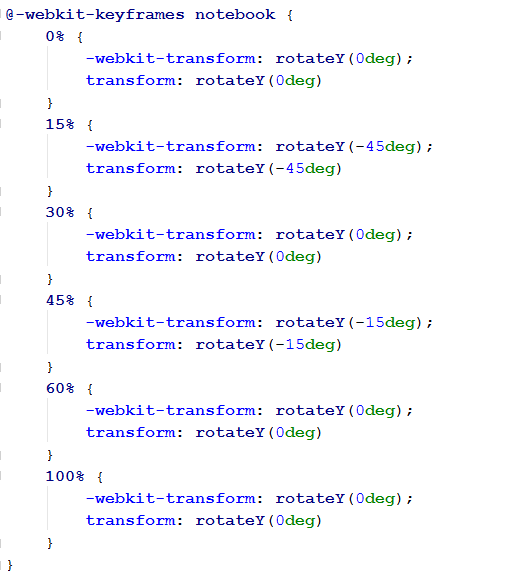 @-webkit-keyframes notebook {
    0% {
        -webkit-transform: rotateY(0deg);
        transform: rotateY(0deg)
    }
    15% {
        -webkit-transform: rotateY(-45deg);
        transform: rotateY(-45deg)
    }
    30% {
        -webkit-transform: rotateY(0deg);
        transform: rotateY(0deg)
    }
    45% {
        -webkit-transform: rotateY(-15deg);
        transform: rotateY(-15deg)
    }
    60% {
        -webkit-transform: rotateY(0deg);
        transform: rotateY(0deg)
    }
    100% {
        -webkit-transform: rotateY(0deg);
        transform: rotateY(0deg)
    }
}